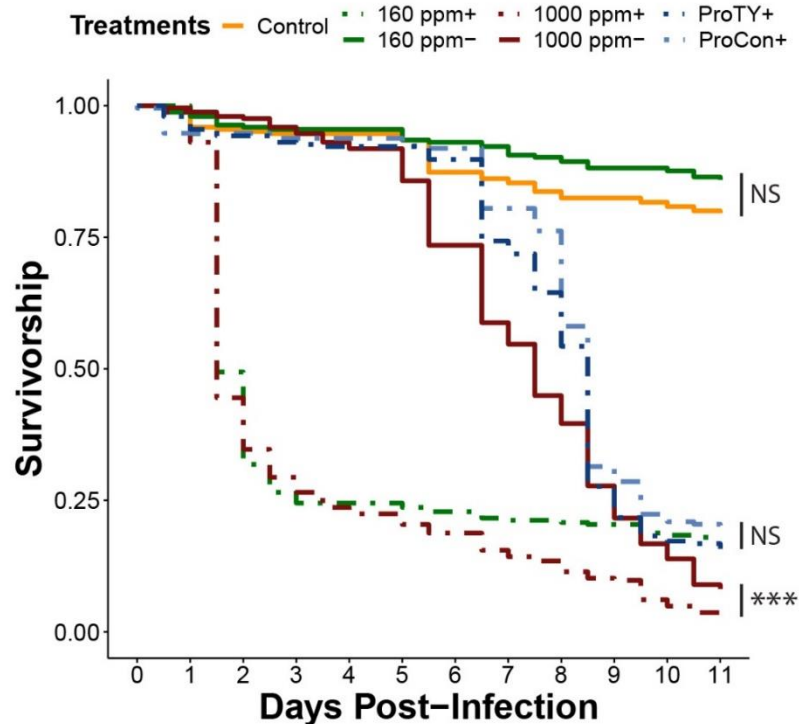 Treatments Control 160 ppm+ 1000 ppm+ ProTY+
160 ppm− 1000 ppm− ProCon+
1.00
NS
0.75
Survivorship
0.50
0.25
NS
***
0.00
0 1 2 3 4 5 6 7 8 9 10 11
Days Post−Infection